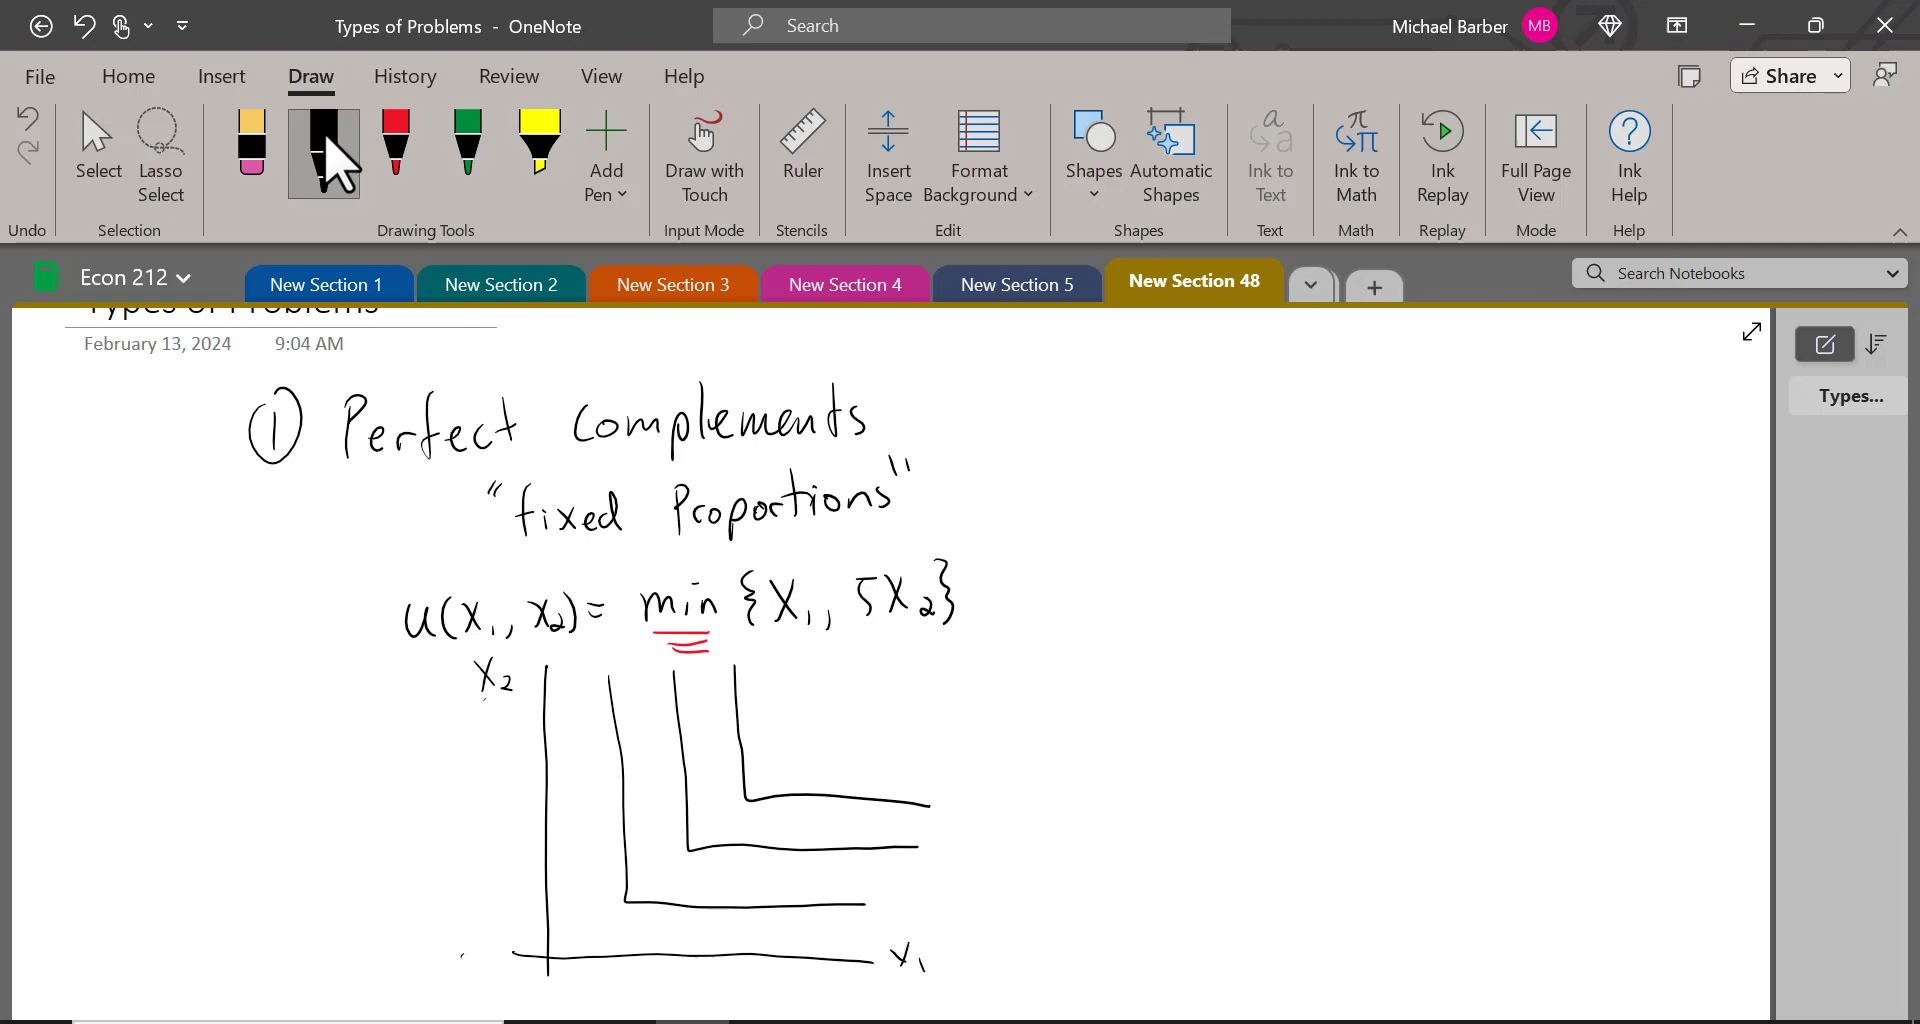 Types of Problems - OneNote
Search
Michael Barber MB
File Home Insert Draw History Review View Help
Share
Select
Lasso Select
Add Pen
Draw with Touch
Ruler
Insert Space
Format Background
Shapes
Automatic Shapes
Ink to Text
Ink to Math
Ink Replay
Full Page View
Ink Help
Undo Selection Drawing Tools Input Mode Stencils Edit Shapes Text Math Replay Mode Help
Econ 212
New Section 1 New Section 2 New Section 3 New Section 4 New Section 5 New Section 48
Search Notebooks
Types of Problems
February 13, 2024 9:04 AM
Types...
① Perfect Complements
"fixed Proportions"
u(x₁, x₂) = min {x₁, 5x₂}
x₂
x₁